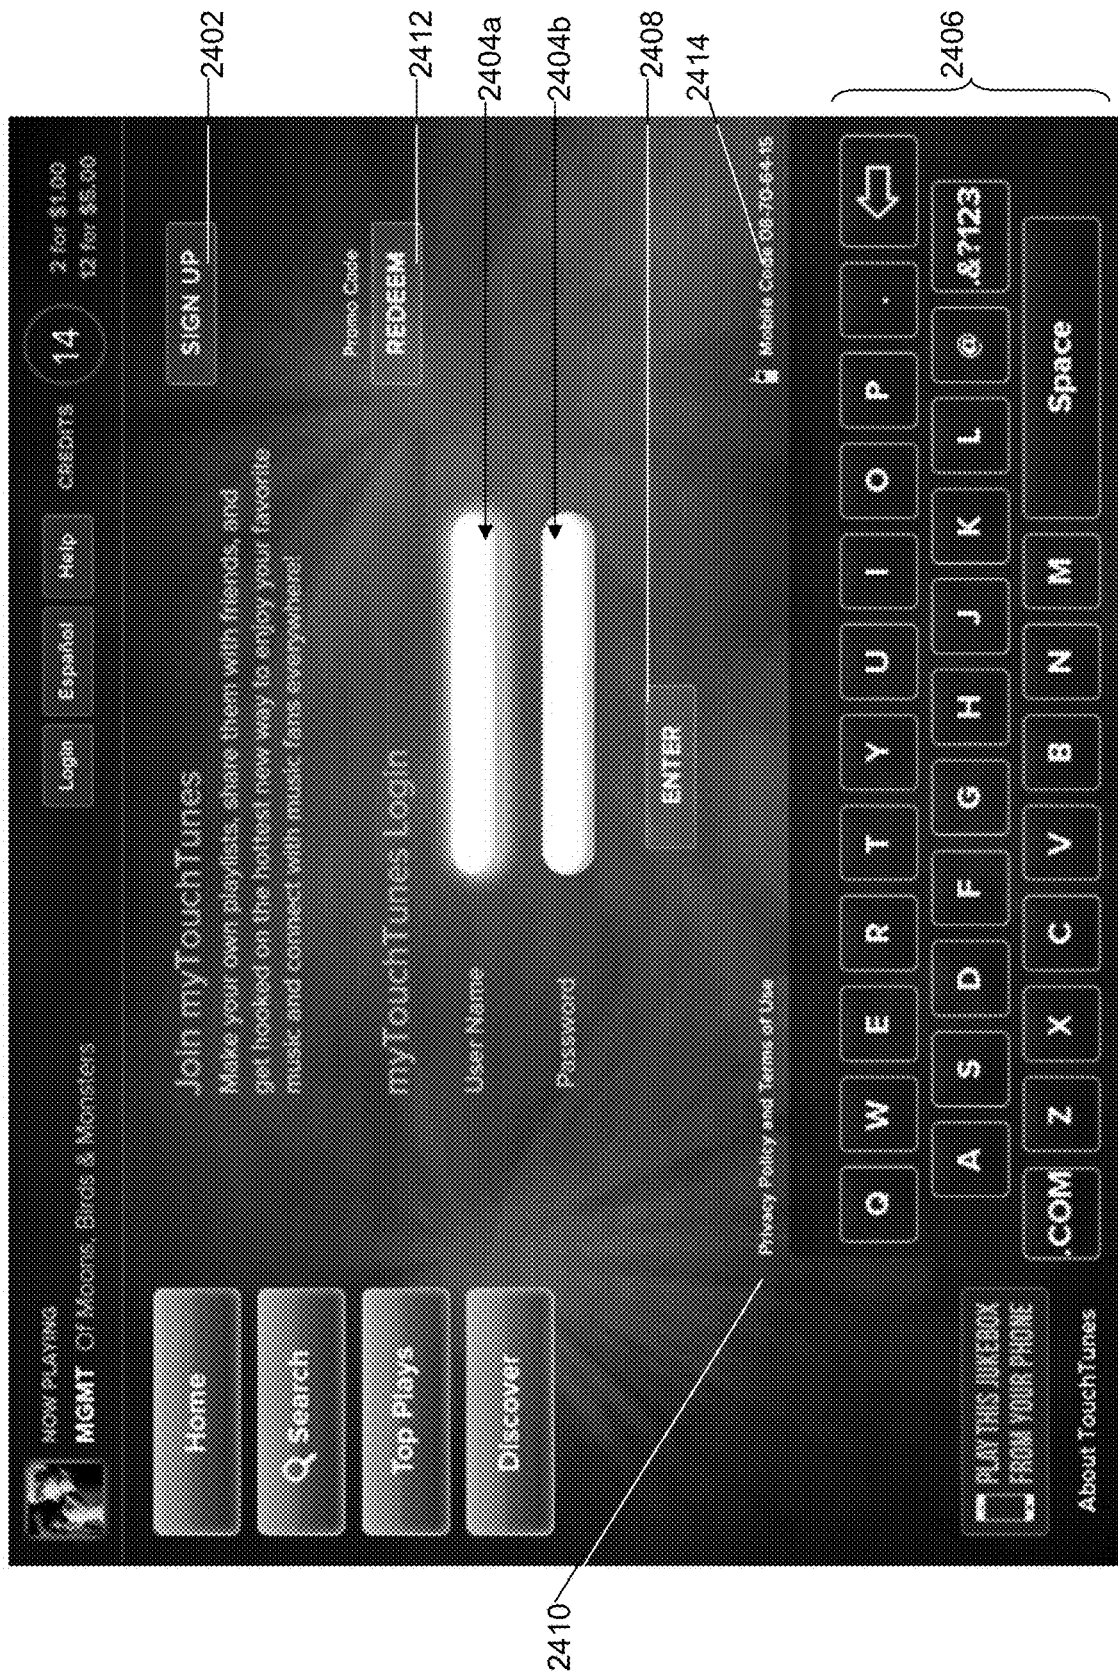 NOW PLAYING
MGMT Of Moons, Birds & Monsters
Login
Español
Help
CREDITS
14
2 for $1.00
12 for $5.00
Home
Search
Top Plays
Discover
Join myTouchTunes
Make your own playlists, share them with friends, and
get hooked on the hottest new way to enjoy your favorite
music and connect with music fans everywhere!
SIGN UP
Promo Code
REDEEM
myTouchTunes Login
User Name
Password
ENTER
Privacy Policy and Terms of Use
Mobile Code
PLAY THIS JUKEBOX
FROM YOUR PHONE
About TouchTunes
Q W E R T Y U I O P .
A S D F G H J K L @ .&?123
.COM Z X C V B N M Space
2402
2412
2404a
2404b
2408
2414
2406
2410